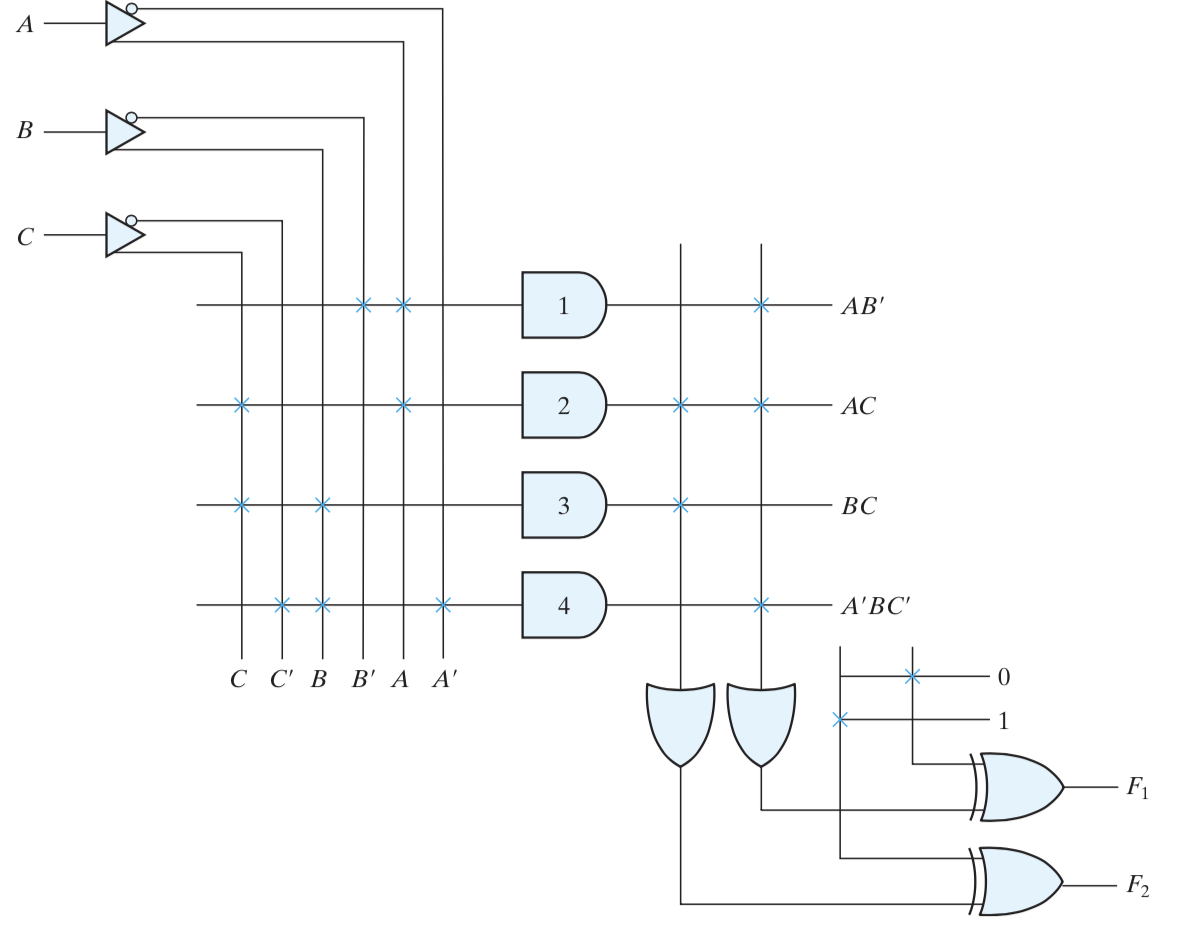 A
B
C
1 AB′
2 AC
3 BC
4 A′BC′
C C′ B B′ A A′
0
1
F₁
F₂